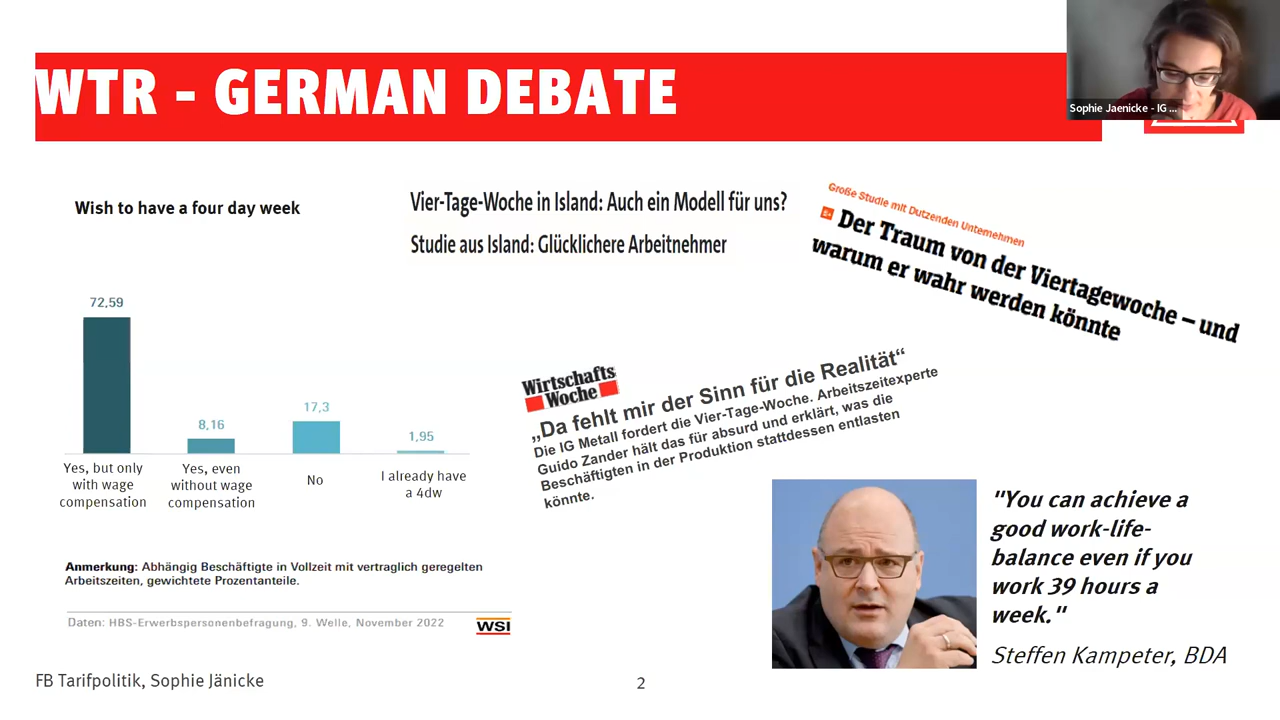 WTR - GERMAN DEBATE
Sophie Jaenicke - IG ...
Wish to have a four day week
72,59
8,16
17,3
1,95
Yes, but only
with wage
compensation
Yes, even
without wage
compensation
No
I already have
a 4dw
Anmerkung: Abhängig Beschäftigte in Vollzeit mit vertraglich geregelten
Arbeitszeiten, gewichtete Prozentanteile.
Daten: HBS-Erwerbspersonenbefragung, 9. Welle, November 2022
WSI
Vier-Tage-Woche in Island: Auch ein Modell für uns?
Studie aus Island: Glücklichere Arbeitnehmer
Große Studie mit Dutzenden Unternehmen
S+ Der Traum von der Viertagewoche – und
warum er wahr werden könnte
Wirtschafts
Woche
„Da fehlt mir der Sinn für die Realität“
Die IG Metall fordert die Vier-Tage-Woche. Arbeitszeitexperte
Guido Zander hält das für absurd und erklärt, was die
Beschäftigten in der Produktion stattdessen entlasten
könnte.
"You can achieve a
good work-life-
balance even if you
work 39 hours a
week."
Steffen Kampeter, BDA
FB Tarifpolitik, Sophie Jänicke
2